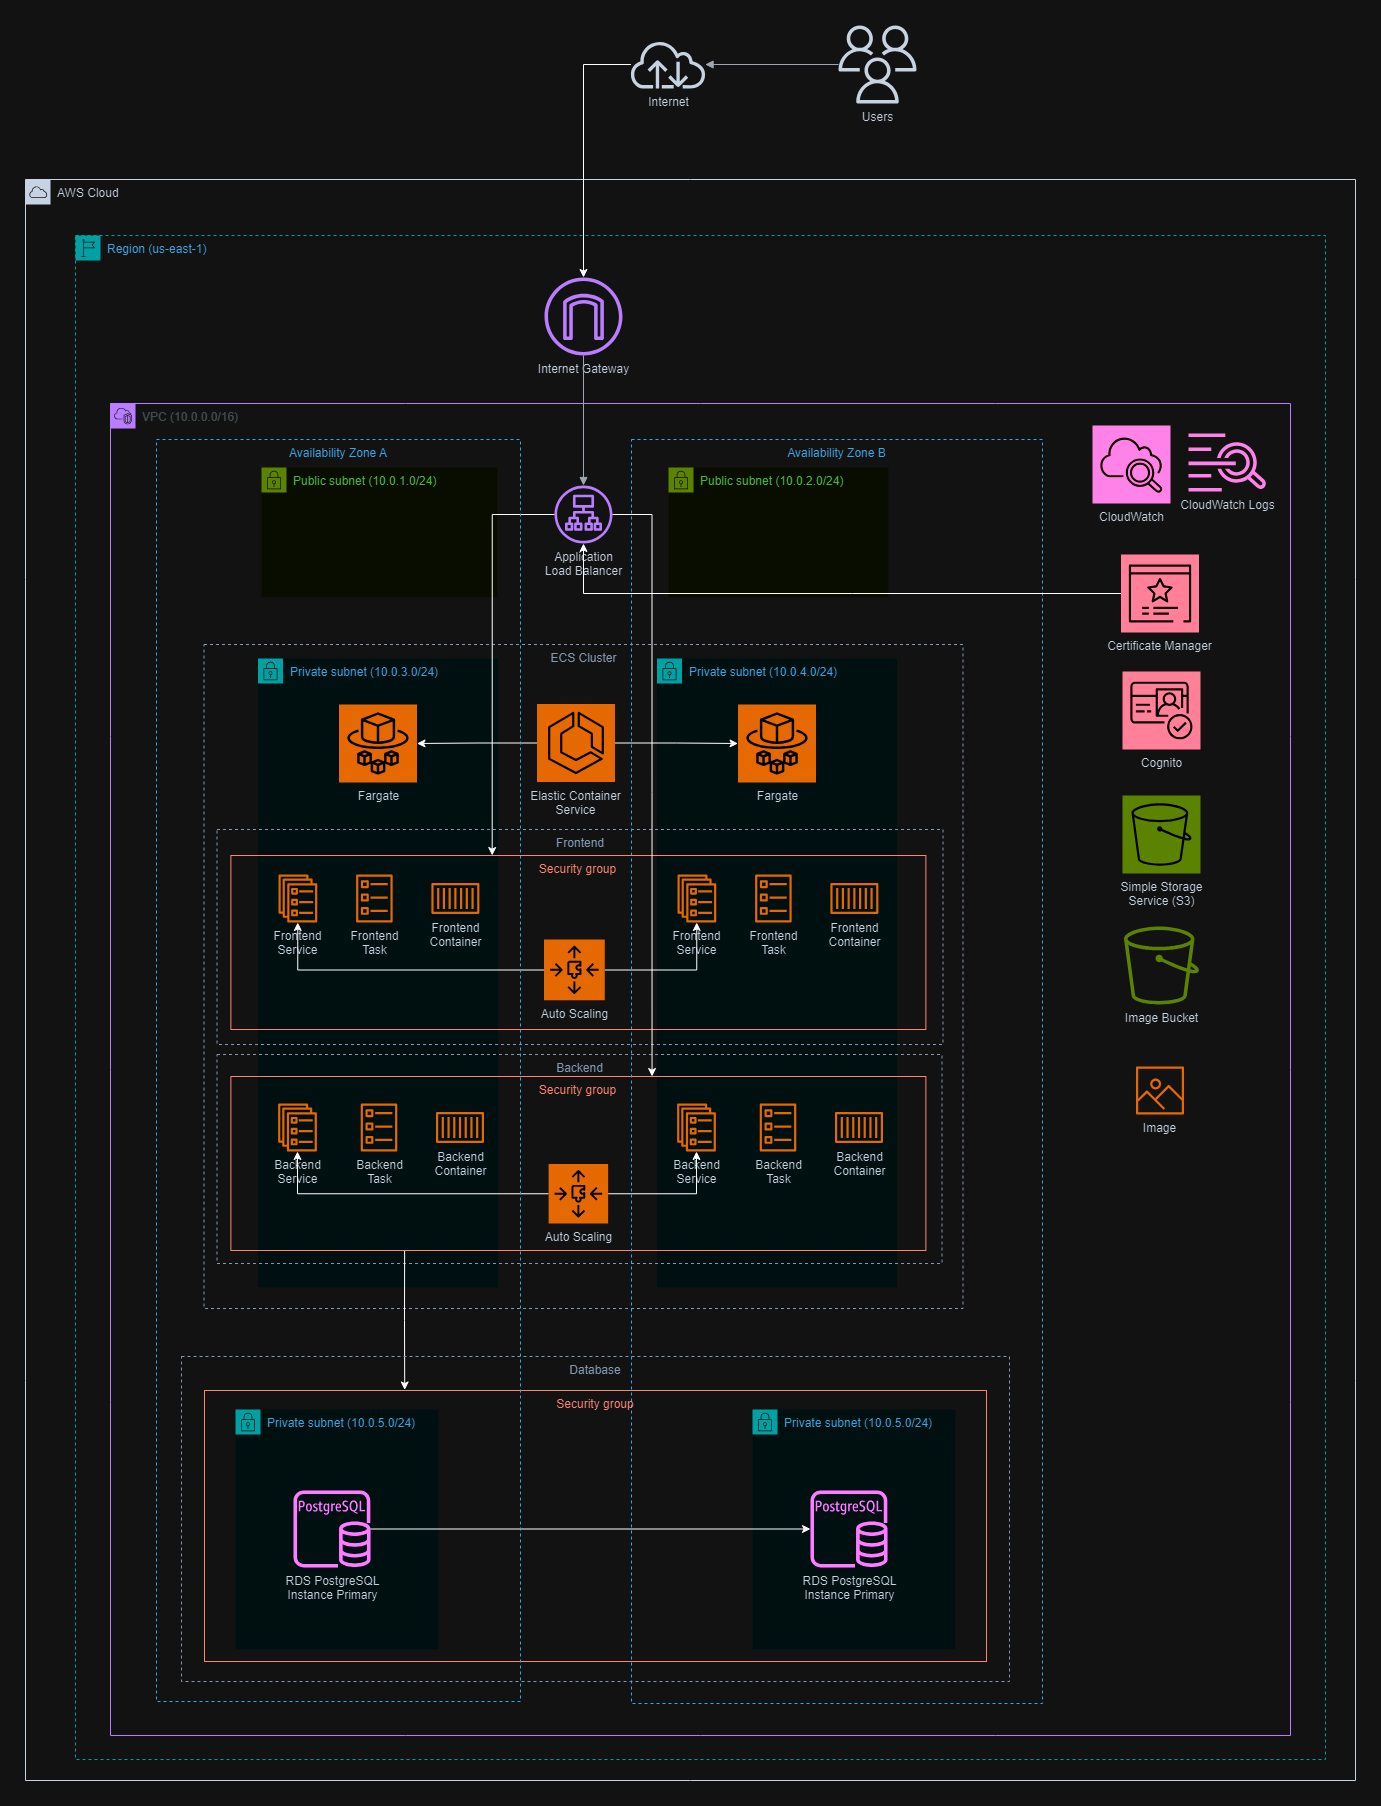 Internet
Users
AWS Cloud
Region (us-east-1)
Internet Gateway
VPC (10.0.0.0/16)
Availability Zone A
Availability Zone B
Public subnet (10.0.1.0/24)
Public subnet (10.0.2.0/24)
CloudWatch
CloudWatch Logs
Application
Load Balancer
Certificate Manager
ECS Cluster
Private subnet (10.0.3.0/24)
Private subnet (10.0.4.0/24)
Fargate
Elastic Container
Service
Fargate
Cognito
Frontend
Security group
Frontend
Service
Frontend
Task
Frontend
Container
Frontend
Service
Frontend
Task
Frontend
Container
Auto Scaling
Simple Storage
Service (S3)
Image Bucket
Backend
Security group
Backend
Service
Backend
Task
Backend
Container
Backend
Service
Backend
Task
Backend
Container
Auto Scaling
Image
Database
Security group
Private subnet (10.0.5.0/24)
Private subnet (10.0.5.0/24)
PostgreSQL
RDS PostgreSQL
Instance Primary
PostgreSQL
RDS PostgreSQL
Instance Primary